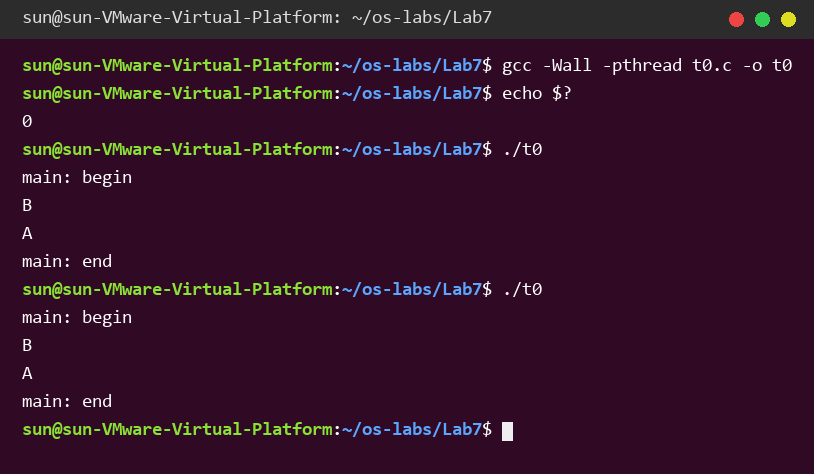 sun@sun-VMware-Virtual-Platform: ~/os-labs/Lab7
sun@sun-VMware-Virtual-Platform:~/os-labs/Lab7$ gcc -Wall -pthread t0.c -o t0
sun@sun-VMware-Virtual-Platform:~/os-labs/Lab7$ echo $?
0
sun@sun-VMware-Virtual-Platform:~/os-labs/Lab7$ ./t0
main: begin
B
A
main: end
sun@sun-VMware-Virtual-Platform:~/os-labs/Lab7$ ./t0
main: begin
B
A
main: end
sun@sun-VMware-Virtual-Platform:~/os-labs/Lab7$